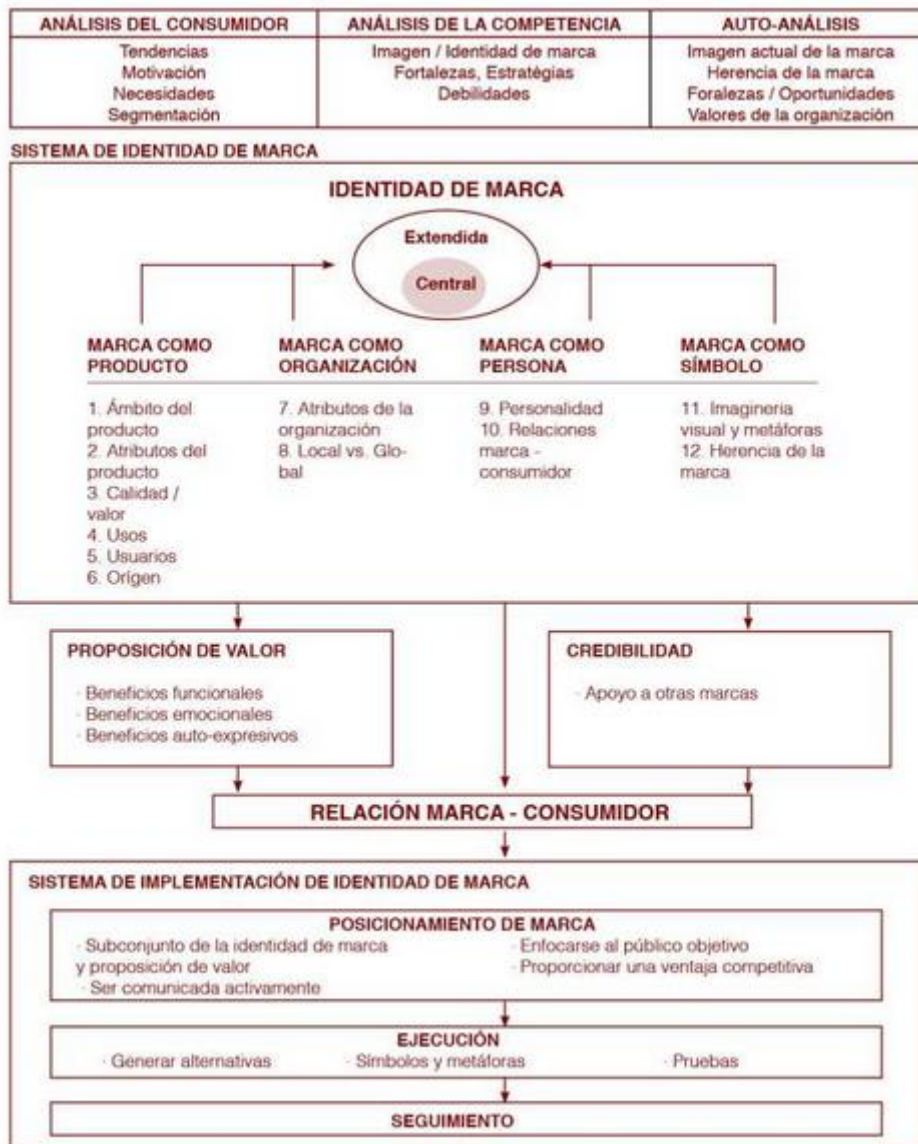 ANÁLISIS DEL CONSUMIDOR
Tendencias
Motivación
Necesidades
Segmentación
ANÁLISIS DE LA COMPETENCIA
Imagen / Identidad de marca
Fortalezas, Estratégias
Debilidades
AUTO-ANÁLISIS
Imagen actual de la marca
Herencia de la marca
Foralezas / Oportunidades
Valores de la organización
SISTEMA DE IDENTIDAD DE MARCA
IDENTIDAD DE MARCA
Extendida
Central
MARCA COMO
PRODUCTO
1. Ámbito del
producto
2. Atributos del
producto
3. Calidad /
valor
4. Usos
5. Usuarios
6. Orígen
MARCA COMO
ORGANIZACIÓN
7. Atributos de la
organización
8. Local vs. Glo-
bal
MARCA COMO
PERSONA
9. Personalidad
10. Relaciones
marca -
consumidor
MARCA COMO
SÍMBOLO
11. Imagineria
visual y metáforas
12. Herencia de la
marca
PROPOSICIÓN DE VALOR
· Beneficios funcionales
· Beneficios emocionales
· Beneficios auto-expresivos
CREDIBILIDAD
· Apoyo a otras marcas
RELACIÓN MARCA - CONSUMIDOR
SISTEMA DE IMPLEMENTACIÓN DE IDENTIDAD DE MARCA
POSICIONAMIENTO DE MARCA
· Subconjunto de la identidad de marca
y proposición de valor
· Ser comunicada activamente
· Enfocarse al público objetivo
· Proporcionar una ventaja competitiva
EJECUCIÓN
· Generar alternativas
· Símbolos y metáforas
· Pruebas
SEGUIMIENTO